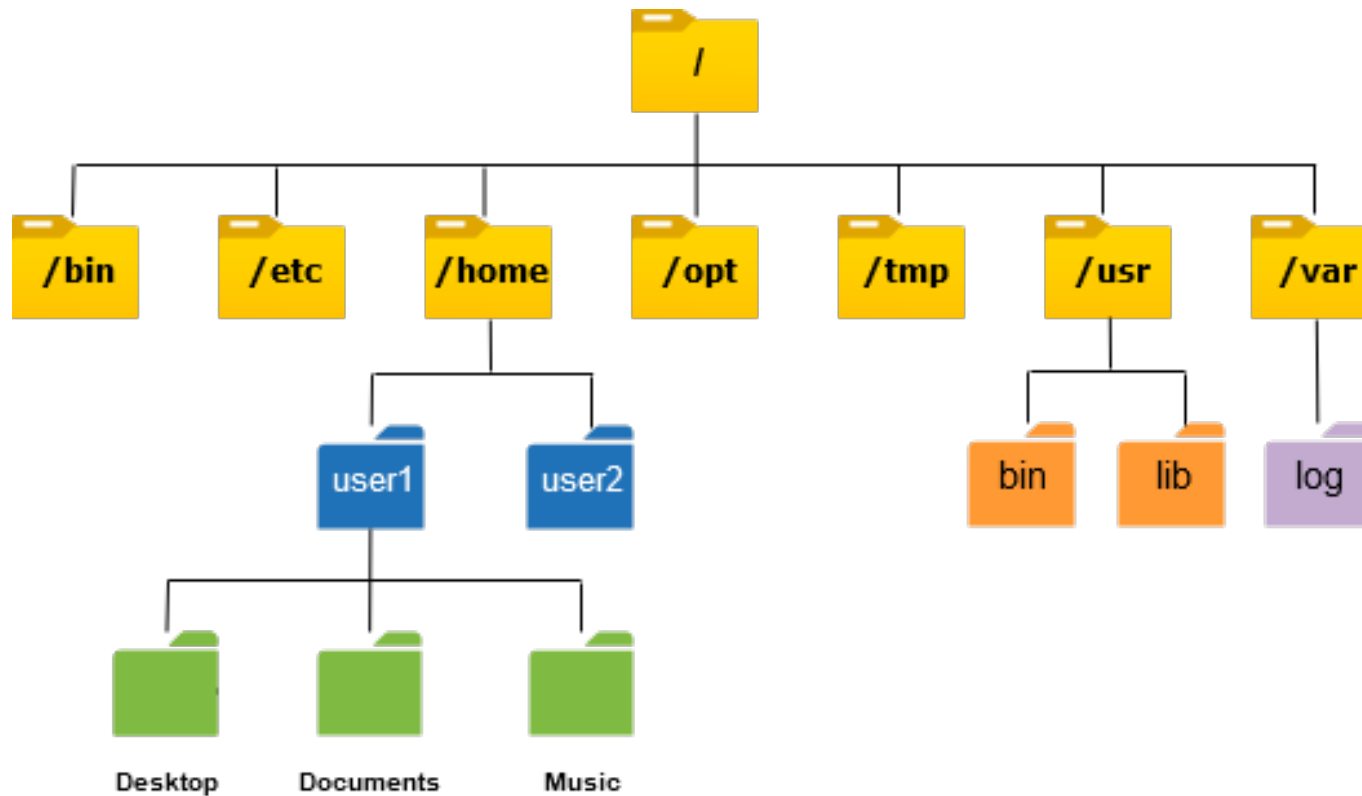 /
/bin
/etc
/home
/opt
/tmp
/usr
/var
user1
user2
bin
lib
log
Desktop
Documents
Music